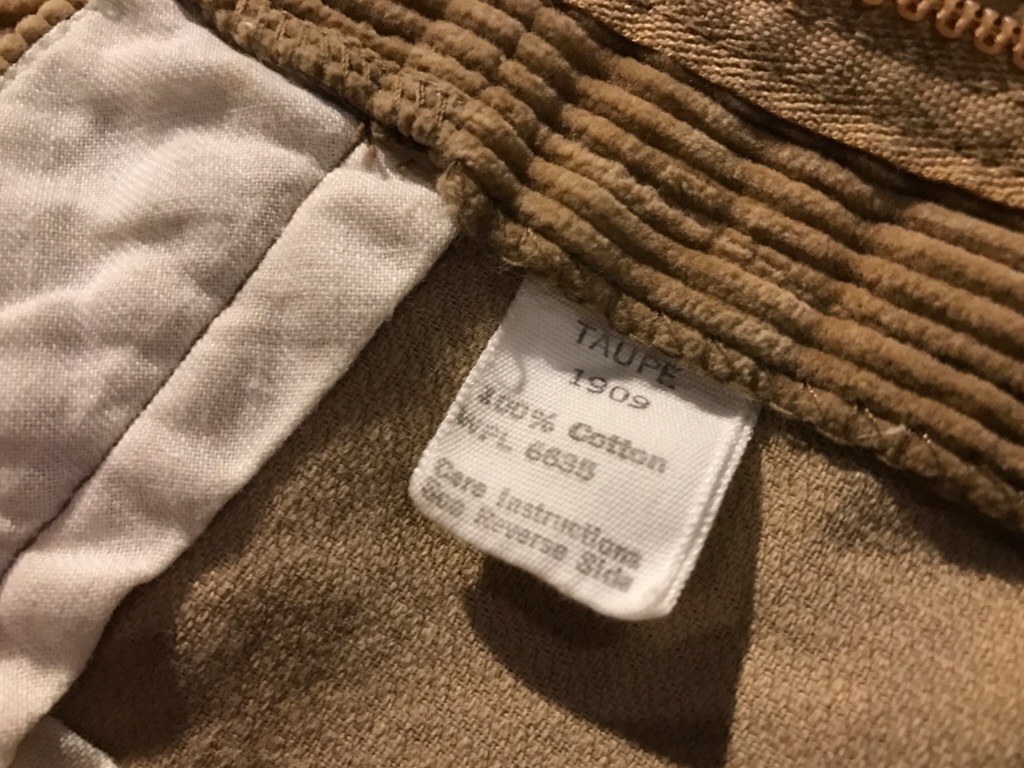 TAUPE
1909
100% Cotton
WPL 6635
Care Instructions
See Reverse Side